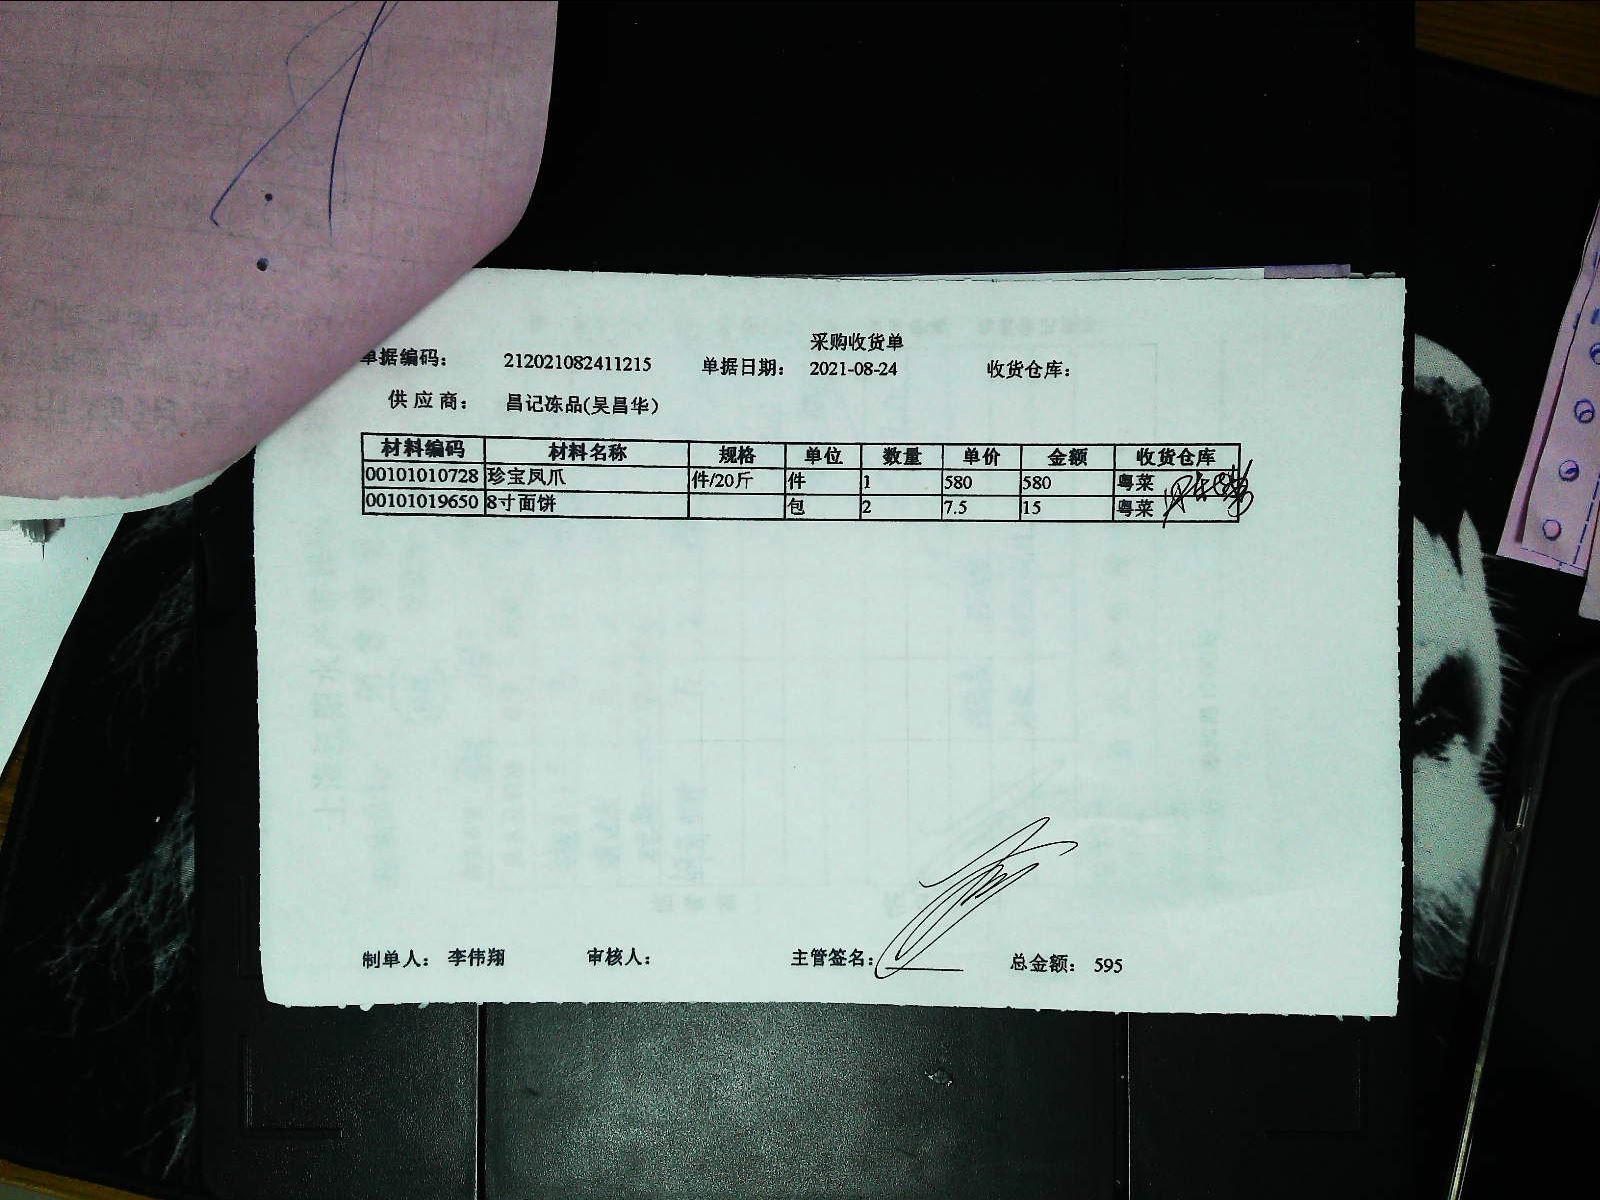 采购收货单
单据编码： 212021082411215 单据日期： 2021-08-24 收货仓库：
供应商： 昌记冻品(吴昌华)
材料编码 材料名称 规格 单位 数量 单价 金额 收货仓库
00101010728 珍宝凤爪 件/20斤 件 1 580 580 粤菜
00101019650 8寸面饼 包 2 7.5 15 粤菜
制单人： 李伟翔 审核人： 主管签名： 总金额： 595